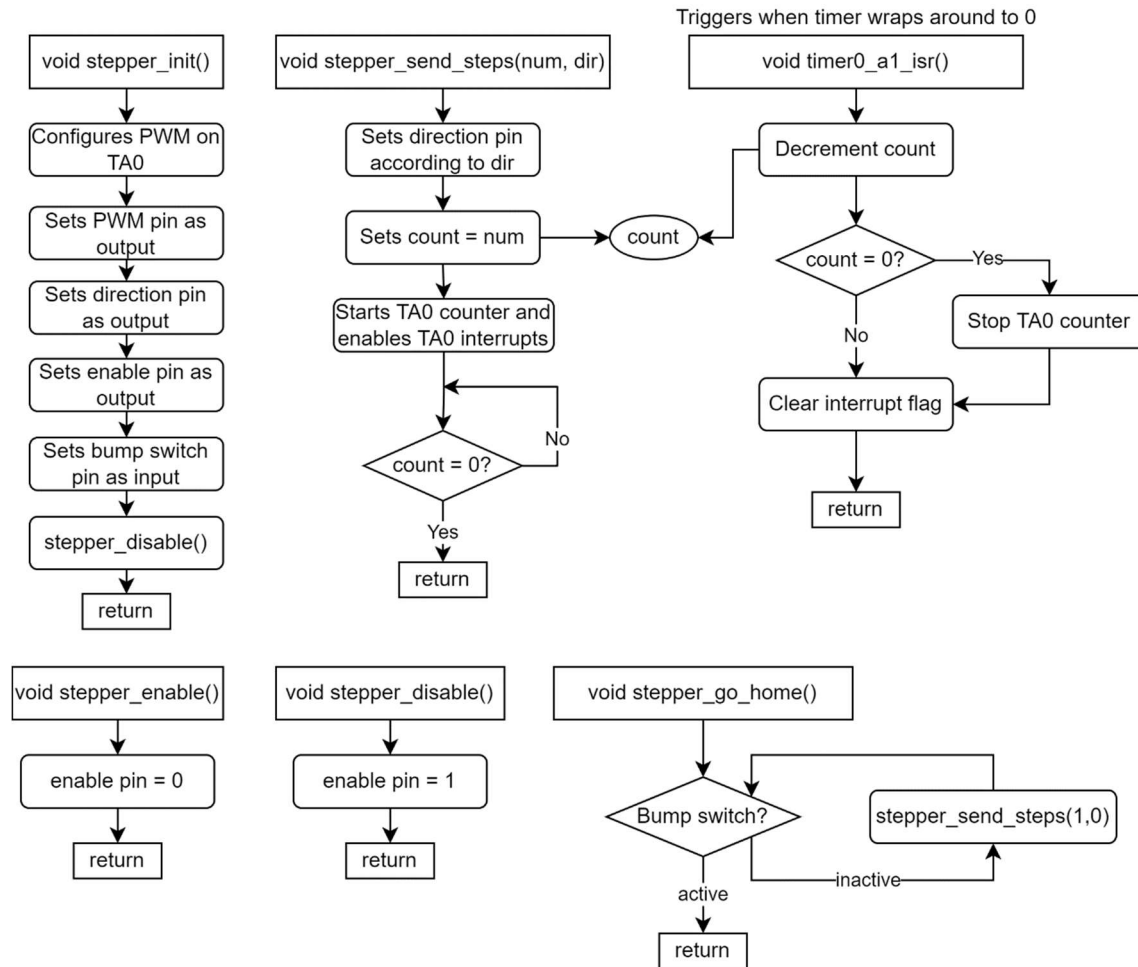 void stepper_init()
Configures PWM on
TA0
Sets PWM pin as
output
Sets direction pin
as output
Sets enable pin as
output
Sets bump switch
pin as input
stepper_disable()
return
void stepper_send_steps(num, dir)
Sets direction pin
according to dir
Sets count = num
count
Starts TA0 counter and
enables TA0 interrupts
count = 0?
No
Yes
return
Triggers when timer wraps around to 0
void timer0_a1_isr()
Decrement count
count = 0?
Yes
Stop TA0 counter
No
Clear interrupt flag
return
void stepper_enable()
enable pin = 0
return
void stepper_disable()
enable pin = 1
return
void stepper_go_home()
Bump switch?
stepper_send_steps(1,0)
inactive
active
return